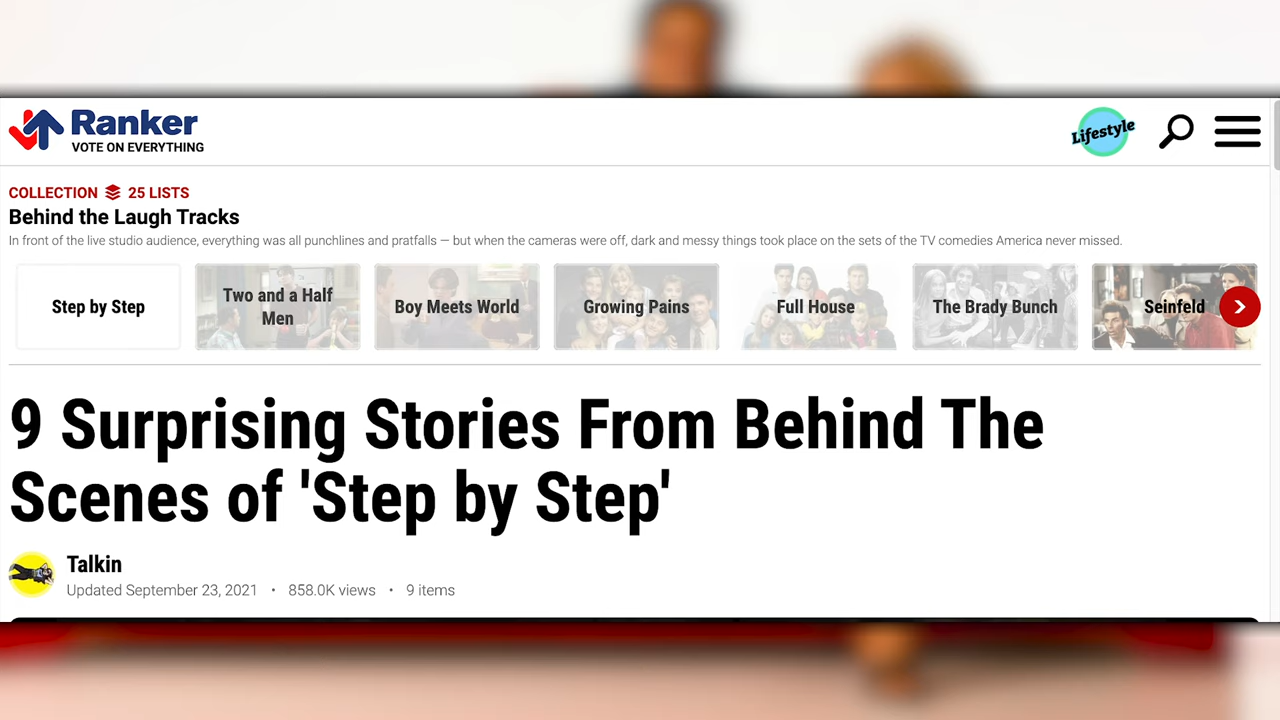 Ranker
VOTE ON EVERYTHING
Lifestyle
COLLECTION 25 LISTS
Behind the Laugh Tracks
In front of the live studio audience, everything was all punchlines and pratfalls — but when the cameras were off, dark and messy things took place on the sets of the TV comedies America never missed.
Step by Step
Two and a Half
Men
Boy Meets World
Growing Pains
Full House
The Brady Bunch
Seinfeld
9 Surprising Stories From Behind The
Scenes of 'Step by Step'
Talkin
Updated September 23, 2021 • 858.0K views • 9 items